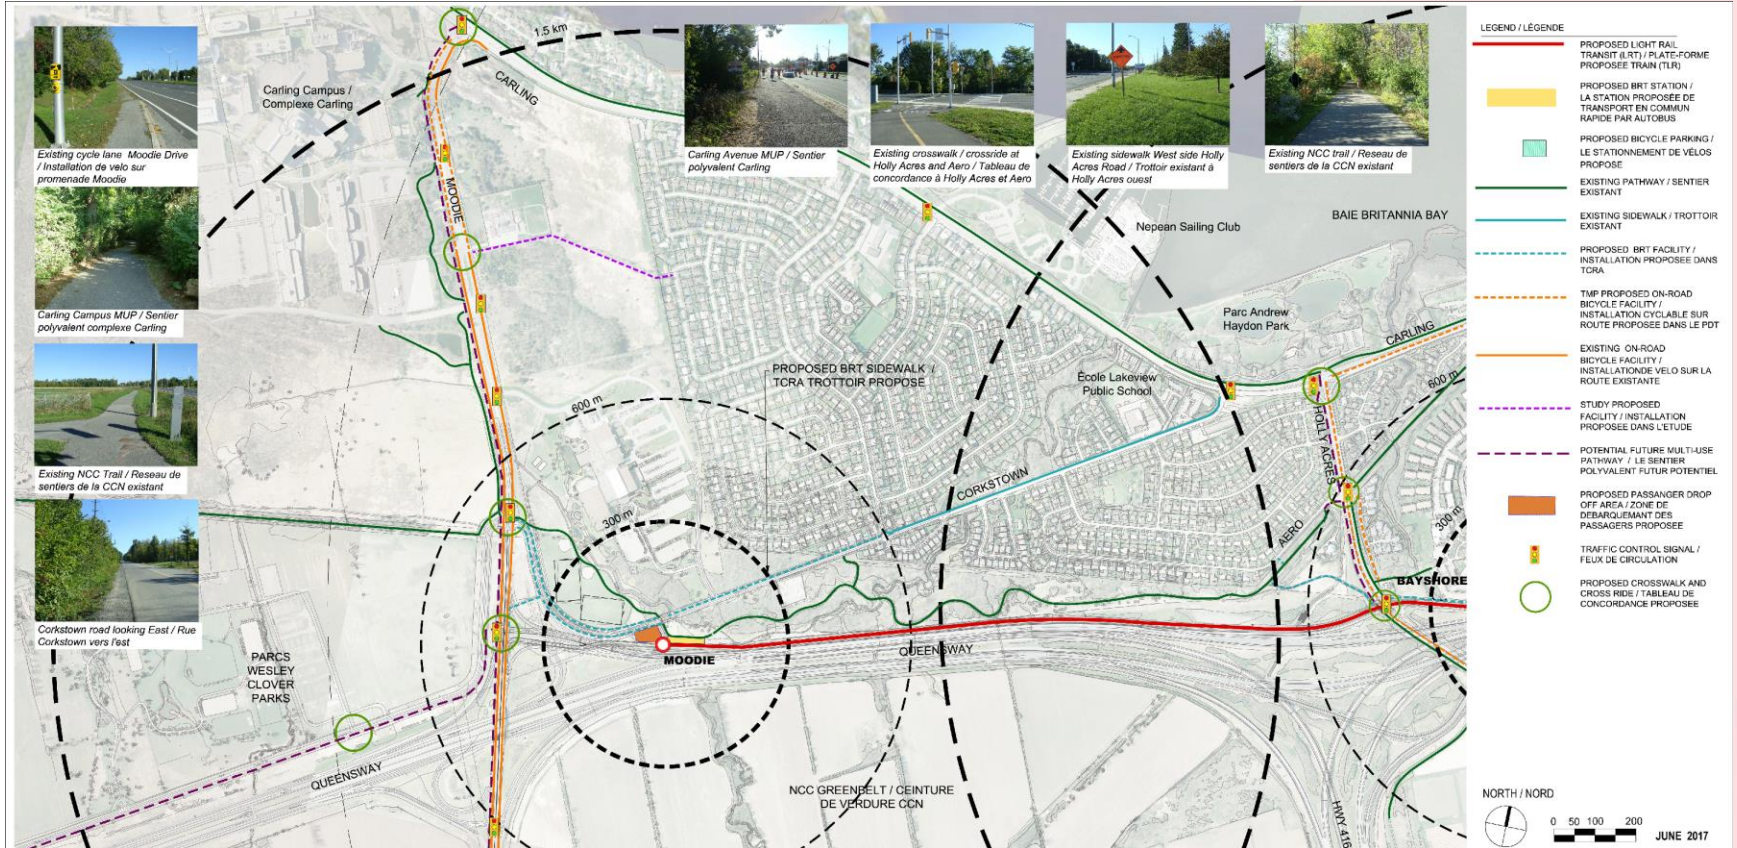 Existing cycle lane Moodie Drive
/ Installation de velo sur
promenade Moodie
Carling Campus MUP / Sentier
polyvalent complexe Carling
Existing NCC Trail / Reseau de
sentiers de la CCN existant
Corkstown road looking East / Rue
Corkstown vers l'est
Carling Avenue MUP / Sentier
polyvalent Carling
Existing crosswalk / crossride at
Holly Acres and Aero / Tableau de
concordance à Holly Acres et Aero
Existing sidewalk West side Holly
Acres Road / Trottoir existant à
Holly Acres ouest
Existing NCC trail / Reseau de
sentiers de la CCN existant
1.5 km
CARLING
Carling Campus /
Complexe Carling
MOODIE
BAIE BRITANNIA BAY
Nepean Sailing Club
Parc Andrew
Haydon Park
CARLING
PROPOSED BRT SIDEWALK /
TCRA TROTTOIR PROPOSE
École Lakeview
Public School
600 m
600 m
HOLLY ACRES
CORKSTOWN
300 m
300 m
AERO
BAYSHORE
QUEENSWAY
MOODIE
PARCS
WESLEY
CLOVER
PARKS
QUEENSWAY
NCC GREENBELT / CEINTURE
DE VERDURE CCN
HWY 416
LEGEND / LÉGENDE
PROPOSED LIGHT RAIL
TRANSIT (LRT) / PLATE-FORME
PROPOSEE TRAIN (TLR)
PROPOSED BRT STATION /
LA STATION PROPOSÉE DE
TRANSPORT EN COMMUN
RAPIDE PAR AUTOBUS
PROPOSED BICYCLE PARKING /
LE STATIONNEMENT DE VÉLOS
PROPOSE
EXISTING PATHWAY / SENTIER
EXISTANT
EXISTING SIDEWALK / TROTTOIR
EXISTANT
PROPOSED BRT FACILITY /
INSTALLATION PROPOSEE DANS
TCRA
TMP PROPOSED ON-ROAD
BICYCLE FACILITY /
INSTALLATION CYCLABLE SUR
ROUTE PROPOSEE DANS LE PDT
EXISTING ON-ROAD
BICYCLE FACILITY /
INSTALLATIONDE VELO SUR LA
ROUTE EXISTANTE
STUDY PROPOSED
FACILITY / INSTALLATION
PROPOSEE DANS L'ETUDE
POTENTIAL FUTURE MULTI-USE
PATHWAY / LE SENTIER
POLYVALENT FUTUR POTENTIEL
PROPOSED PASSANGER DROP
OFF AREA / ZONE DE
DEBARQUEMENT DES
PASSAGERS PROPOSEE
TRAFFIC CONTROL SIGNAL /
FEUX DE CIRCULATION
PROPOSED CROSSWALK AND
CROSS RIDE / TABLEAU DE
CONCORDANCE PROPOSEE
NORTH / NORD
0 50 100 200
JUNE 2017